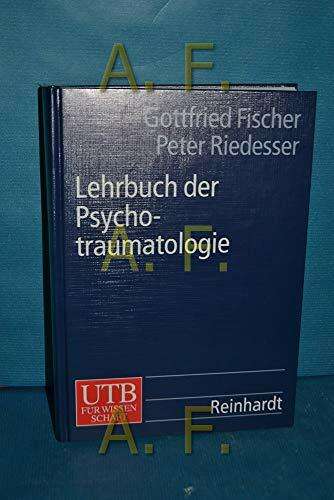 A. F.
Gottfried Fischer
Peter Riedesser
Lehrbuch der
Psycho-
traumatologie
A. F.
UTB
FÜR WISSEN
SCHAFT
Reinhardt
A. F.